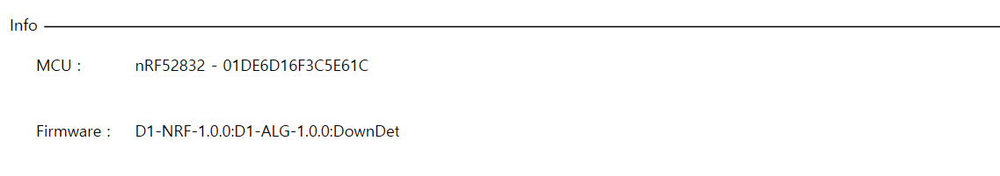 Info
MCU : nRF52832 - 01DE6D16F3C5E61C
Firmware : D1-NRF-1.0.0:D1-ALG-1.0.0:DownDet